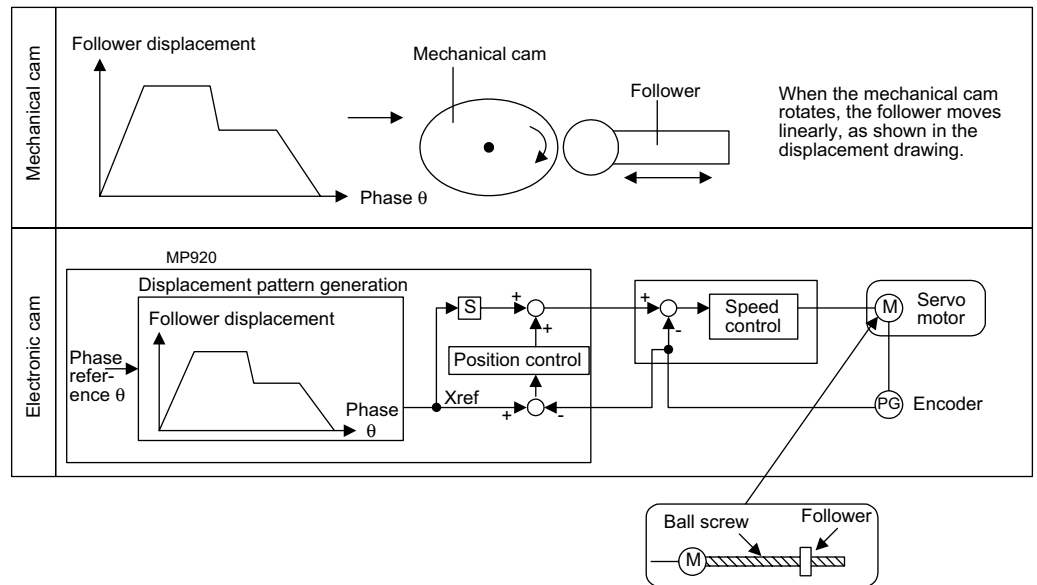 Mechanical cam
Follower displacement
Phase θ
Mechanical cam
Follower
When the mechanical cam
rotates, the follower moves
linearly, as shown in the
displacement drawing.
Electronic cam
MP920
Displacement pattern generation
Follower displacement
Phase
refer-
ence θ
Phase
θ
S
+
+
Position control
Xref
+
-
+
-
Speed
control
M
Servo
motor
PG
Encoder
Ball screw
Follower
M